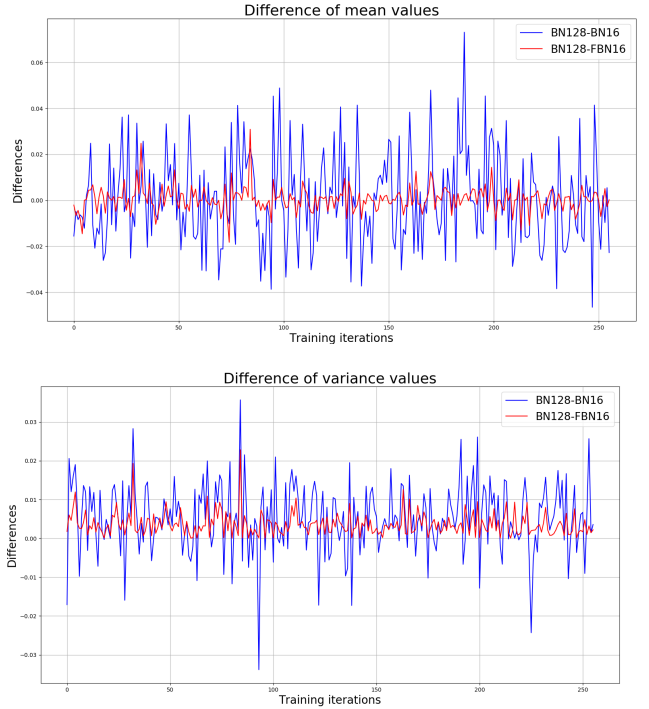 Difference of mean values
BN128-BN16
BN128-FBN16
Differences
0.06
0.04
0.02
0.00
−0.02
−0.04
0
50
100
150
200
250
Training iterations
Difference of variance values
BN128-BN16
BN128-FBN16
Differences
0.03
0.02
0.01
0.00
−0.01
−0.02
−0.03
0
50
100
150
200
250
Training iterations